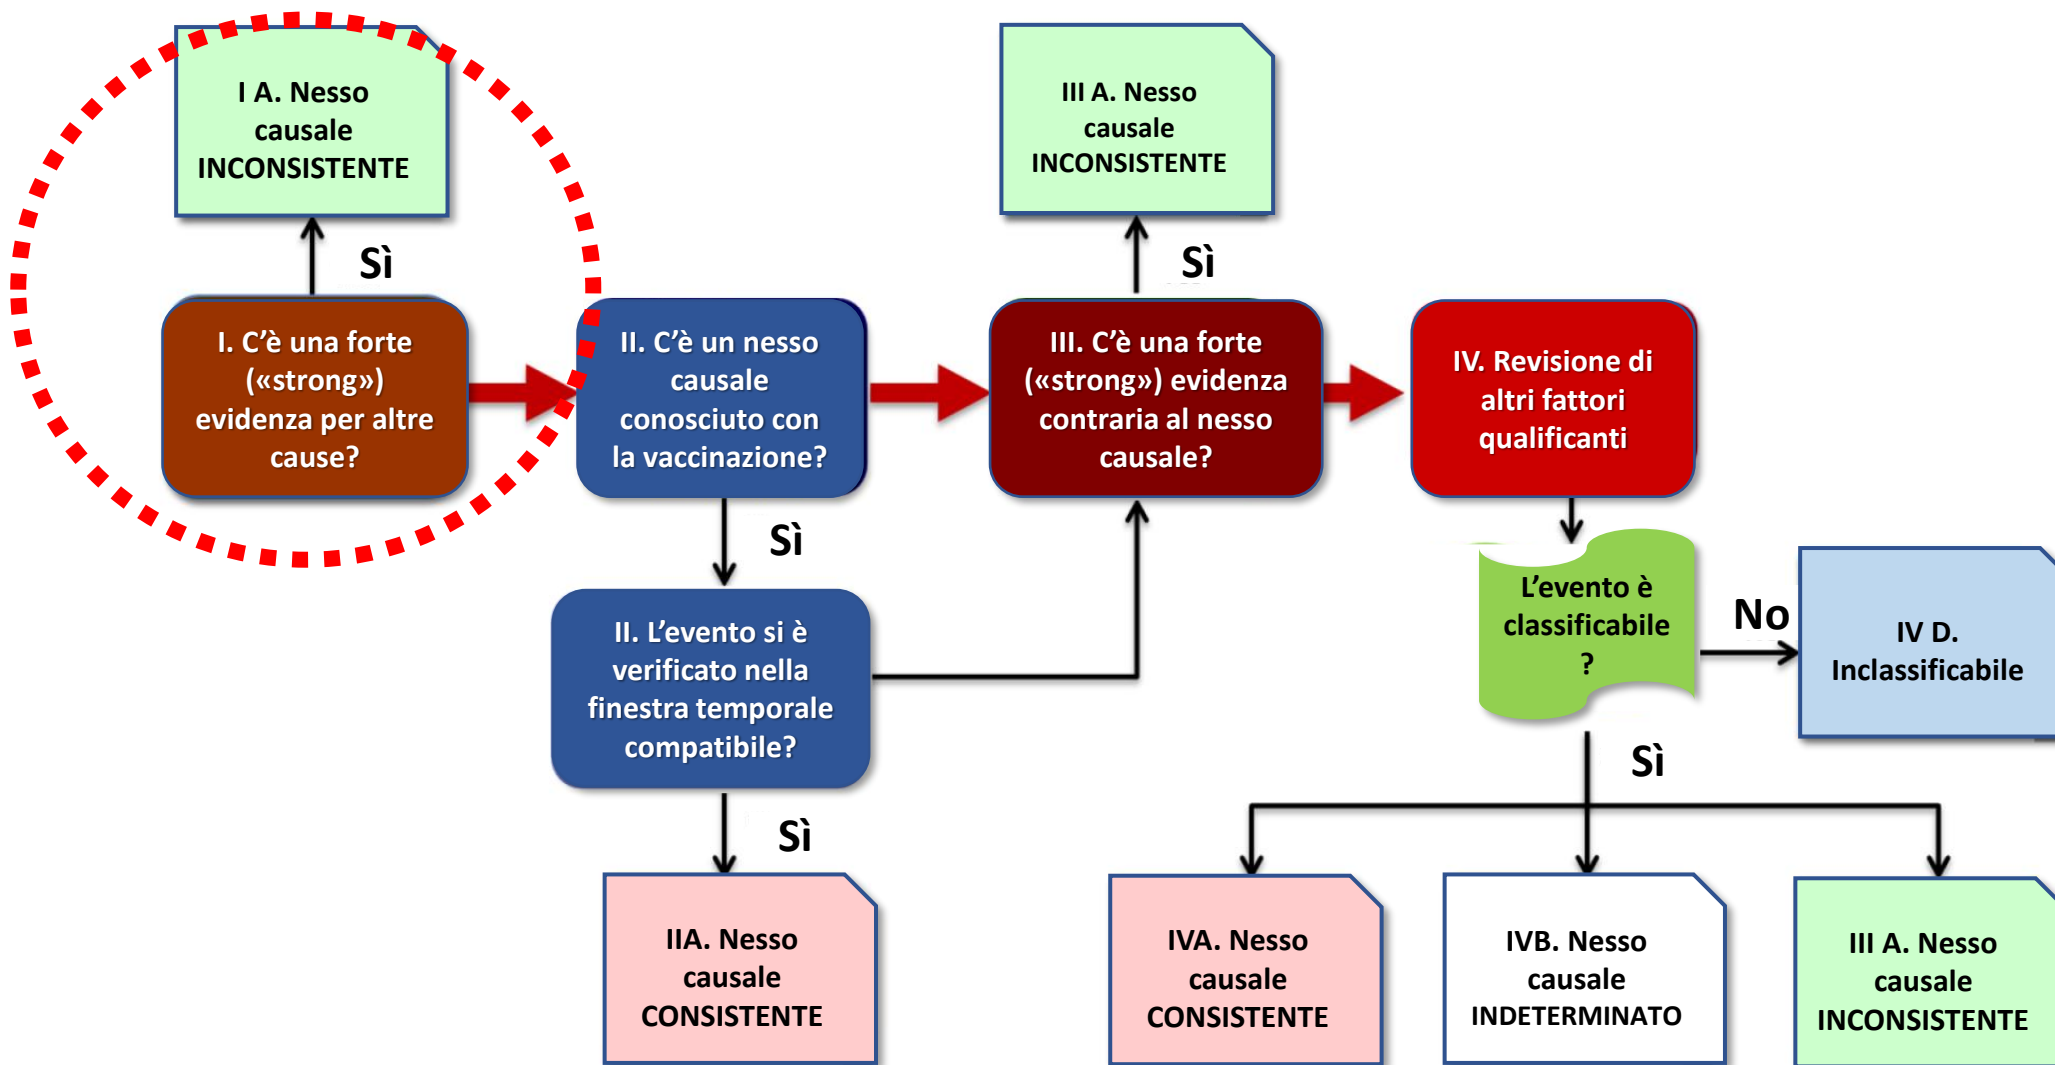 I A. Nesso
causale
INCONSISTENTE
III A. Nesso
causale
INCONSISTENTE
Sì
Sì
I. C’è una forte
(«strong»)
evidenza per altre
cause?
II. C’è un nesso
causale
conosciuto con
la vaccinazione?
III. C’è una forte
(«strong») evidenza
contraria al nesso
causale?
IV. Revisione di
altri fattori
qualificanti
Sì
II. L’evento si è
verificato nella
finestra temporale
compatibile?
L’evento è
classificabile
?
No
IV D.
Inclassificabile
Sì
Sì
IIA. Nesso
causale
CONSISTENTE
IVA. Nesso
causale
CONSISTENTE
IVB. Nesso
causale
INDETERMINATO
III A. Nesso
causale
INCONSISTENTE